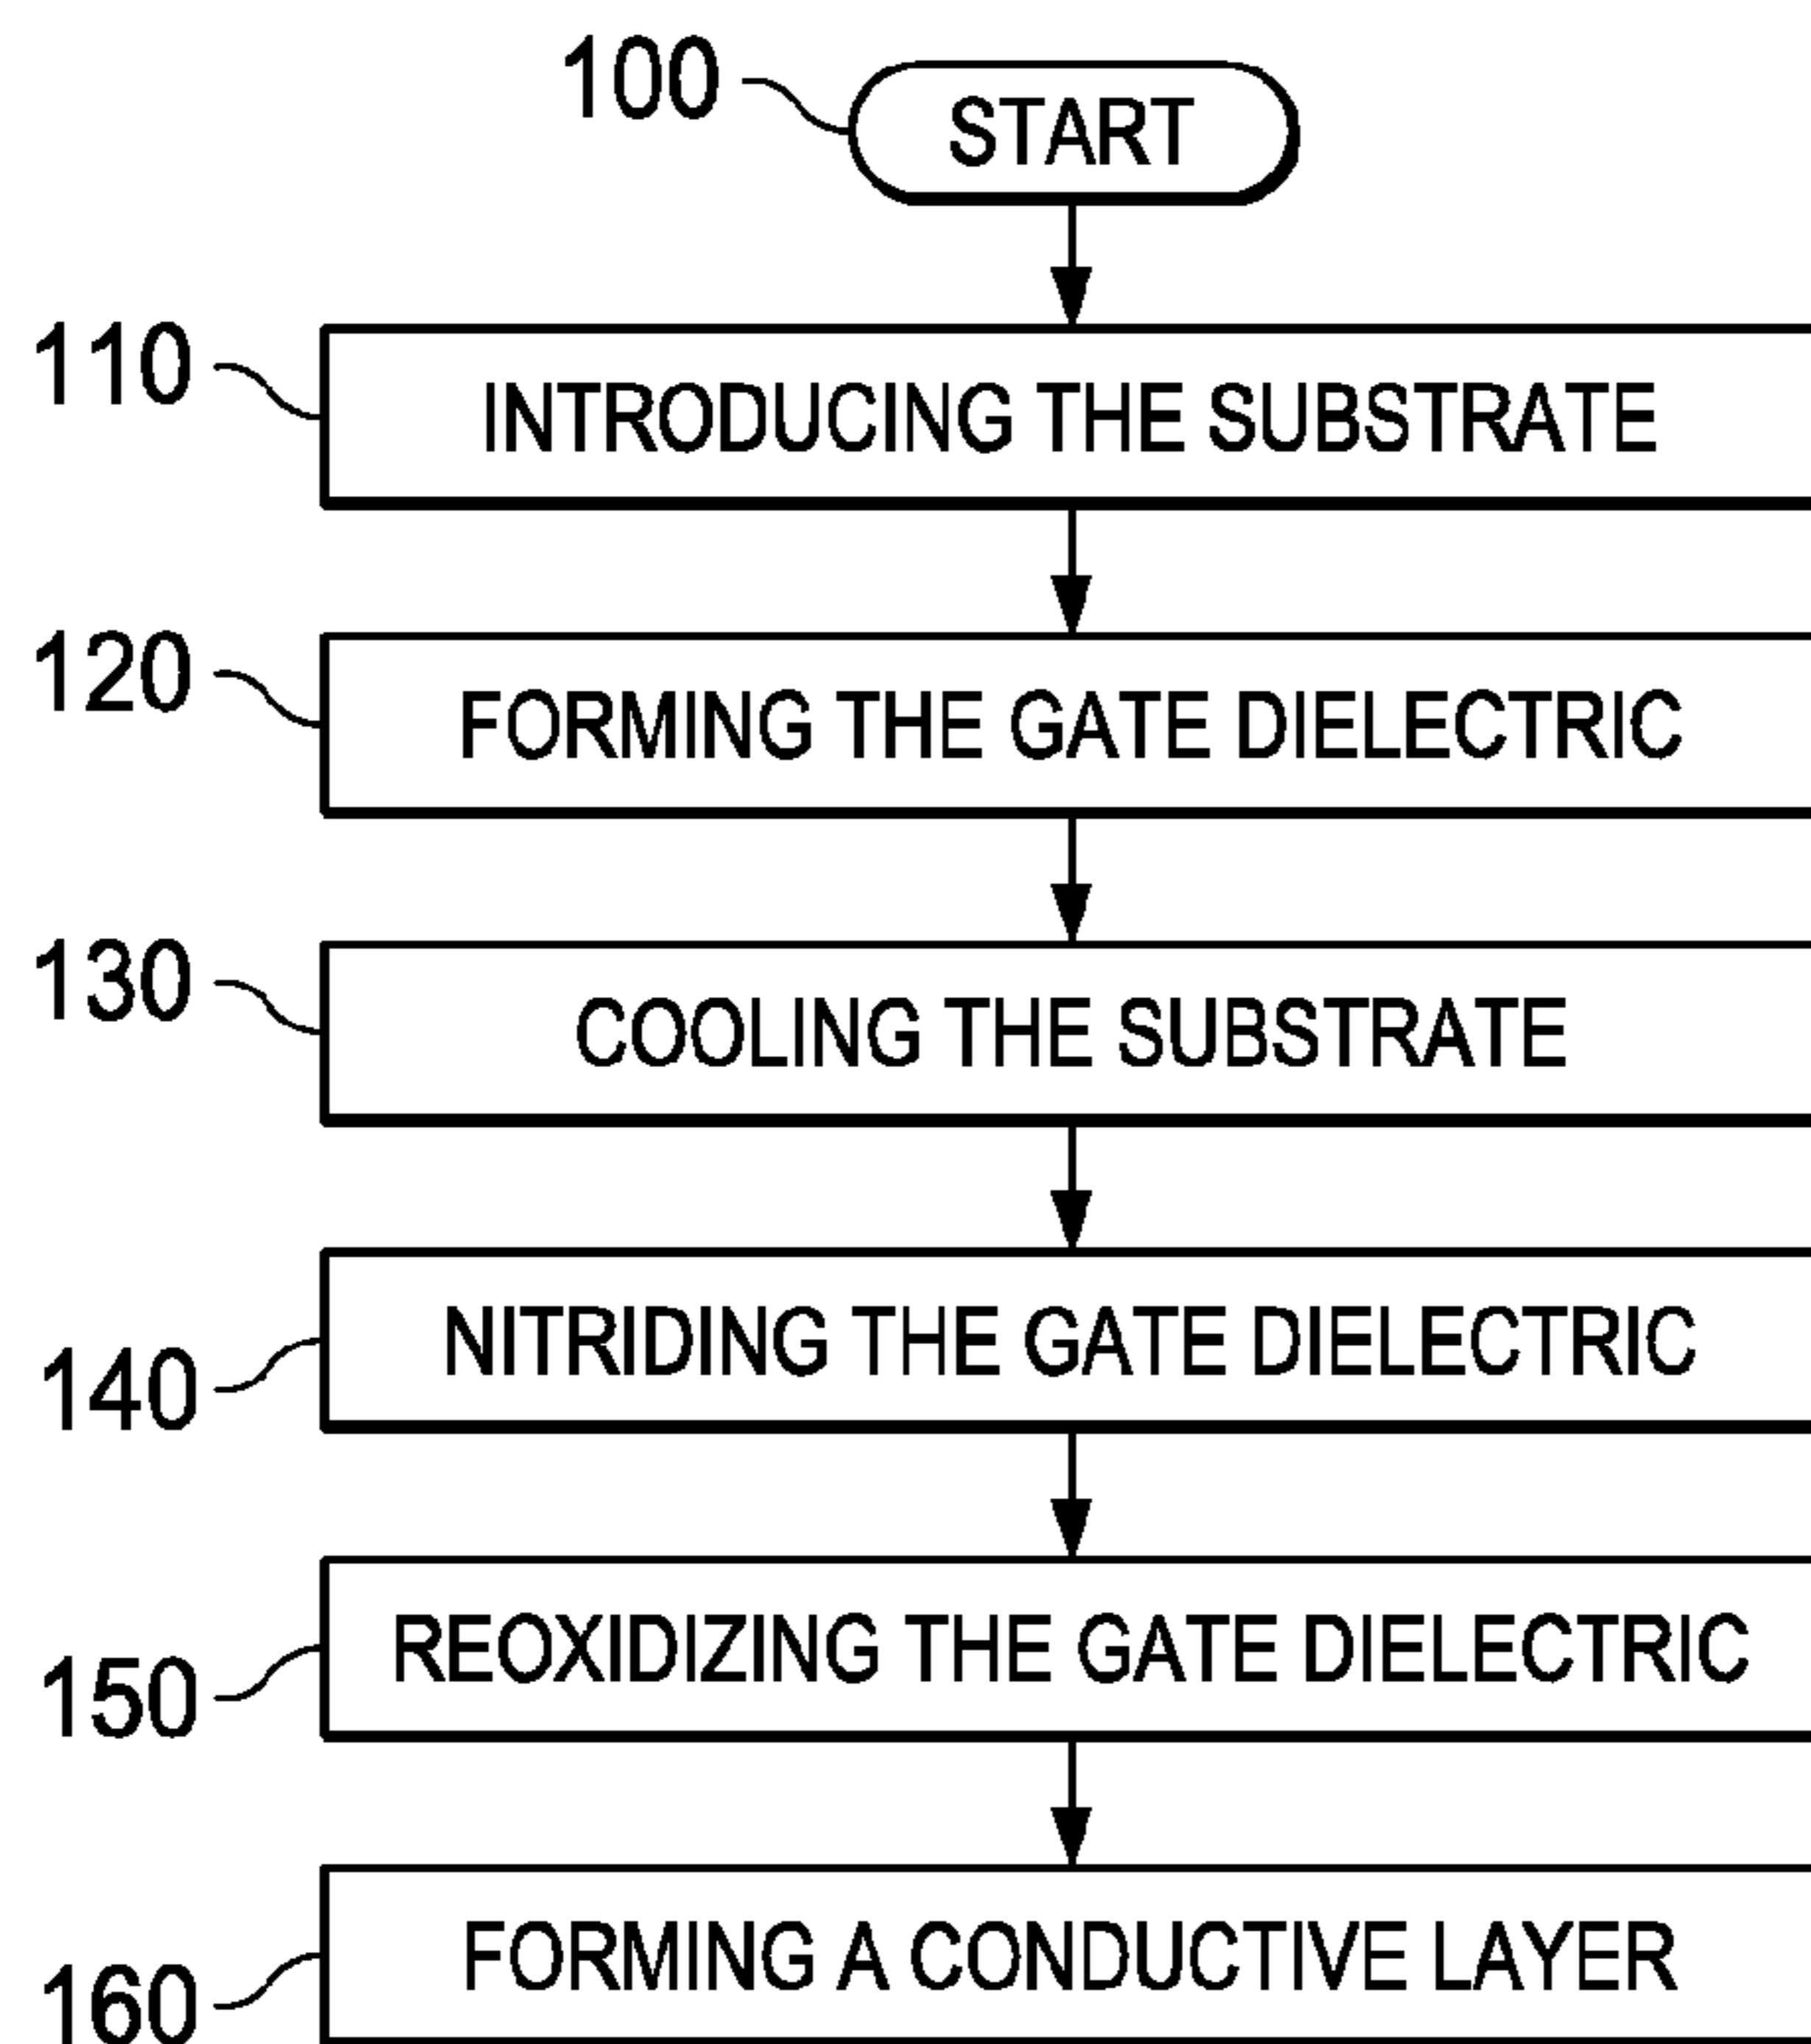 100 START
110 INTRODUCING THE SUBSTRATE
120 FORMING THE GATE DIELECTRIC
130 COOLING THE SUBSTRATE
140 NITRIDING THE GATE DIELECTRIC
150 REOXIDIZING THE GATE DIELECTRIC
160 FORMING A CONDUCTIVE LAYER